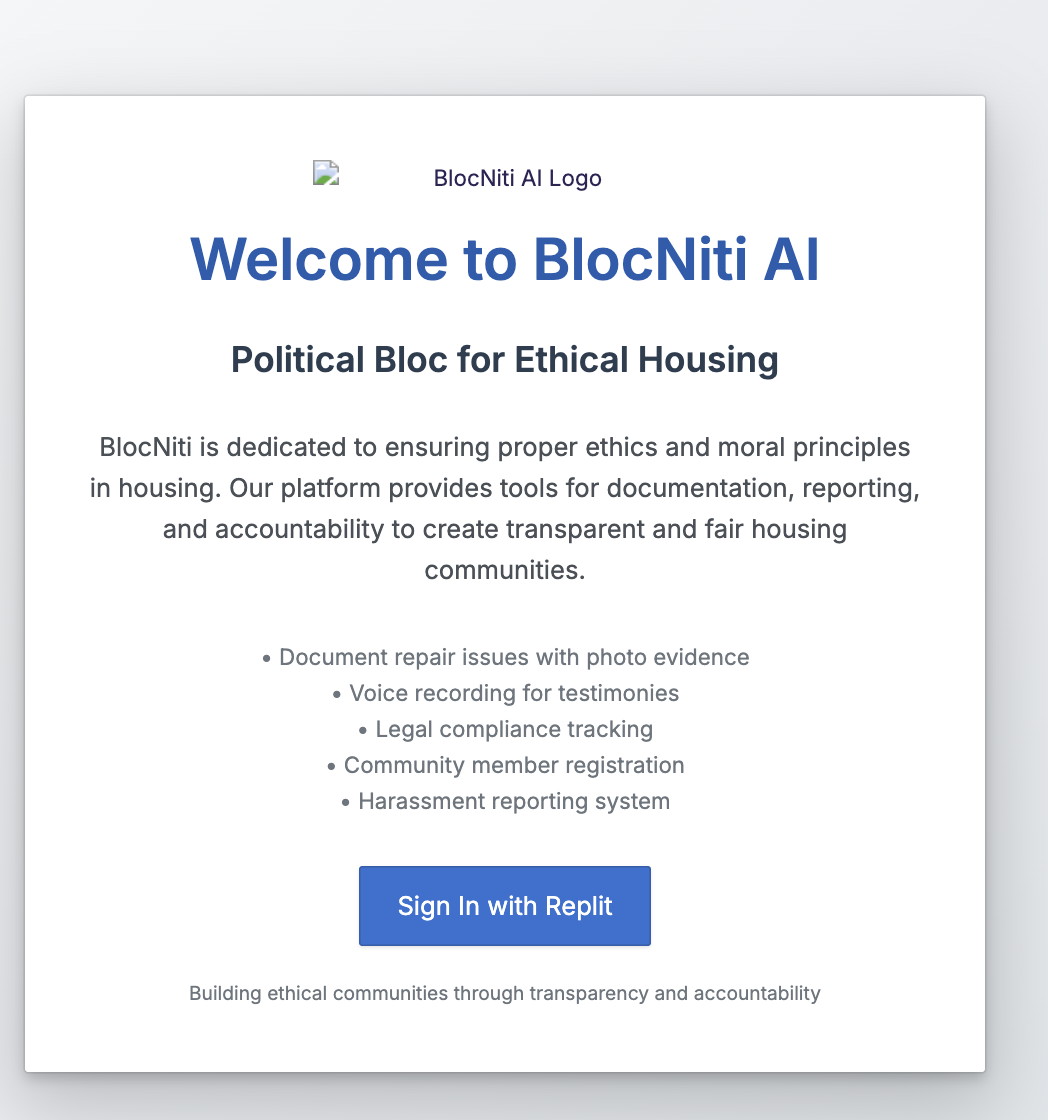 BlocNiti AI Logo
Welcome to BlocNiti AI
Political Bloc for Ethical Housing
BlocNiti is dedicated to ensuring proper ethics and moral principles
in housing. Our platform provides tools for documentation, reporting,
and accountability to create transparent and fair housing
communities.
• Document repair issues with photo evidence
• Voice recording for testimonies
• Legal compliance tracking
• Community member registration
• Harassment reporting system
Sign In with Replit
Building ethical communities through transparency and accountability